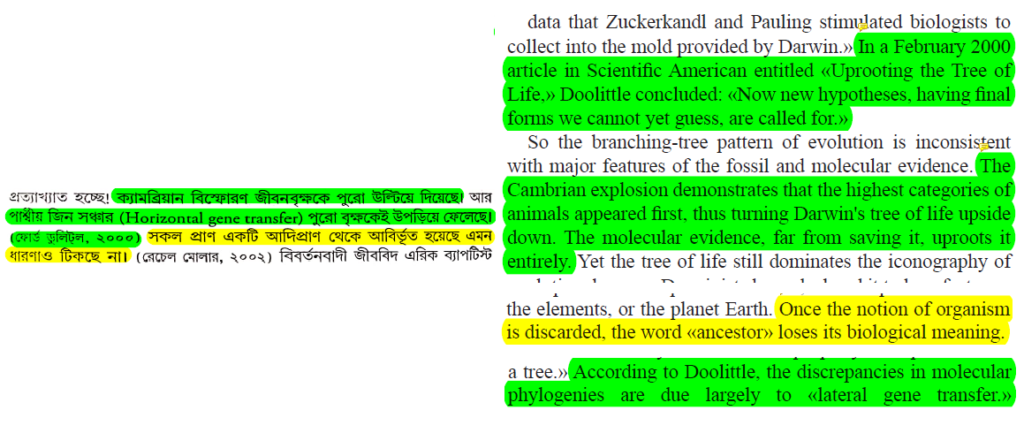 প্রত্যাখ্যাত হচ্ছে! ক্যামব্রিয়ান বিস্ফোরণ জীবনবৃক্ষকে পুরো উল্টিয়ে দিয়েছে! আর
পার্শ্বীয় জিন সঞ্চার (Horizontal gene transfer) পুরো বৃক্ষকেই উপড়িয়ে ফেলেছে!
(ফোর্ড ডুলিট্ল, ২০০০) সকল প্রাণ একটি আদিপ্রাণ থেকে আবির্ভূত হয়েছে এমন
ধারণাও টিকছে না। (রেচেল মোলার, ২০০২) বিবর্তনবাদী জীববিদ এরিক ব্যাপটিস্ট
data that Zuckerkandl and Pauling stimulated biologists to
collect into the mold provided by Darwin.» In a February 2000
article in Scientific American entitled «Uprooting the Tree of
Life,» Doolittle concluded: «Now new hypotheses, having final
forms we cannot yet guess, are called for.»
So the branching-tree pattern of evolution is inconsistent
with major features of the fossil and molecular evidence. The
Cambrian explosion demonstrates that the highest categories of
animals appeared first, thus turning Darwin's tree of life upside
down. The molecular evidence, far from saving it, uproots it
entirely. Yet the tree of life still dominates the iconography of
the elements, or the planet Earth. Once the notion of organism
is discarded, the word «ancestor» loses its biological meaning.
a tree.» According to Doolittle, the discrepancies in molecular
phylogenies are due largely to «lateral gene transfer.»